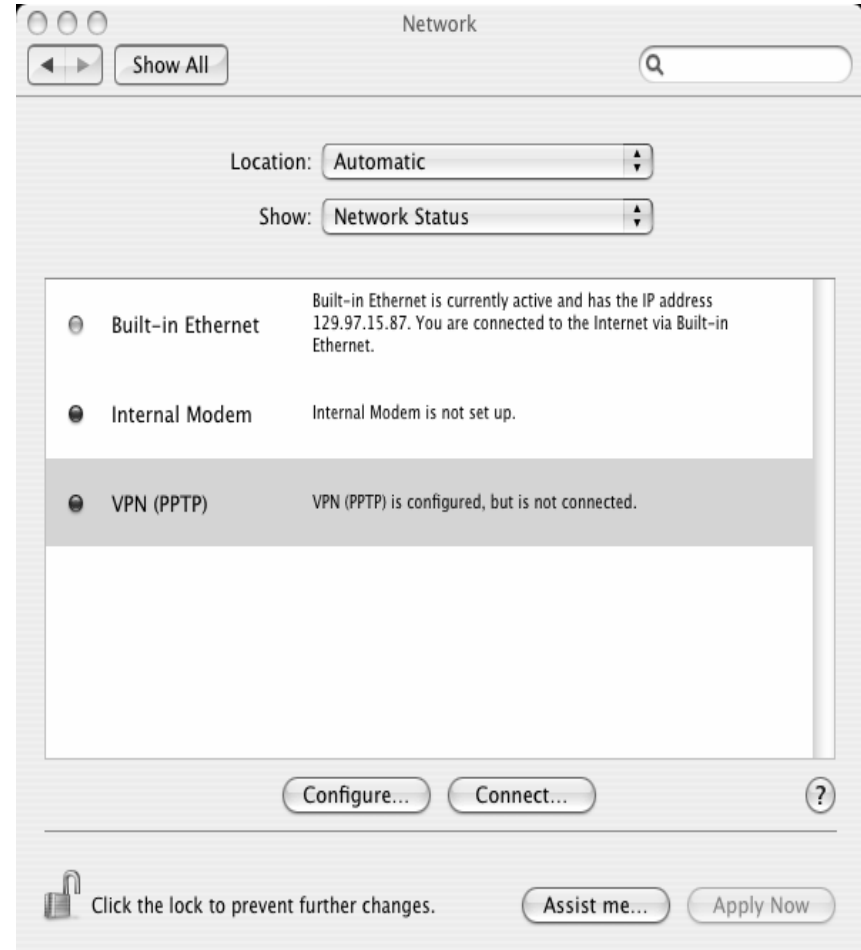 Network
Show All
Location: Automatic
Show: Network Status
Built-in Ethernet
Built-in Ethernet is currently active and has the IP address
129.97.15.87. You are connected to the Internet via Built-in
Ethernet.
Internal Modem
Internal Modem is not set up.
VPN (PPTP)
VPN (PPTP) is configured, but is not connected.
Configure... Connect... ?
Click the lock to prevent further changes. Assist me... Apply Now